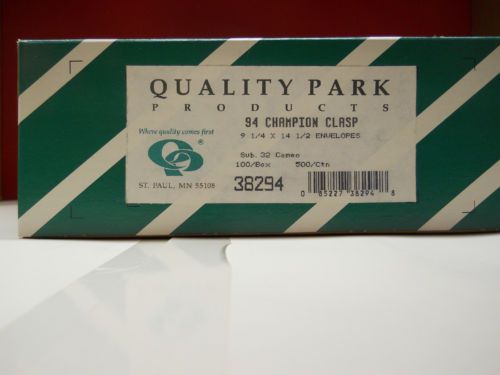 QUALITY PARK
PRODUCTS
94 CHAMPION CLASP
9 1/4 X 14 1/2 ENVELOPES
Where quality comes first
®
Sub. 32 Cameo
100/Box 500/Ctn
ST. PAUL, MN 55108
38294
0 85227 38294 8